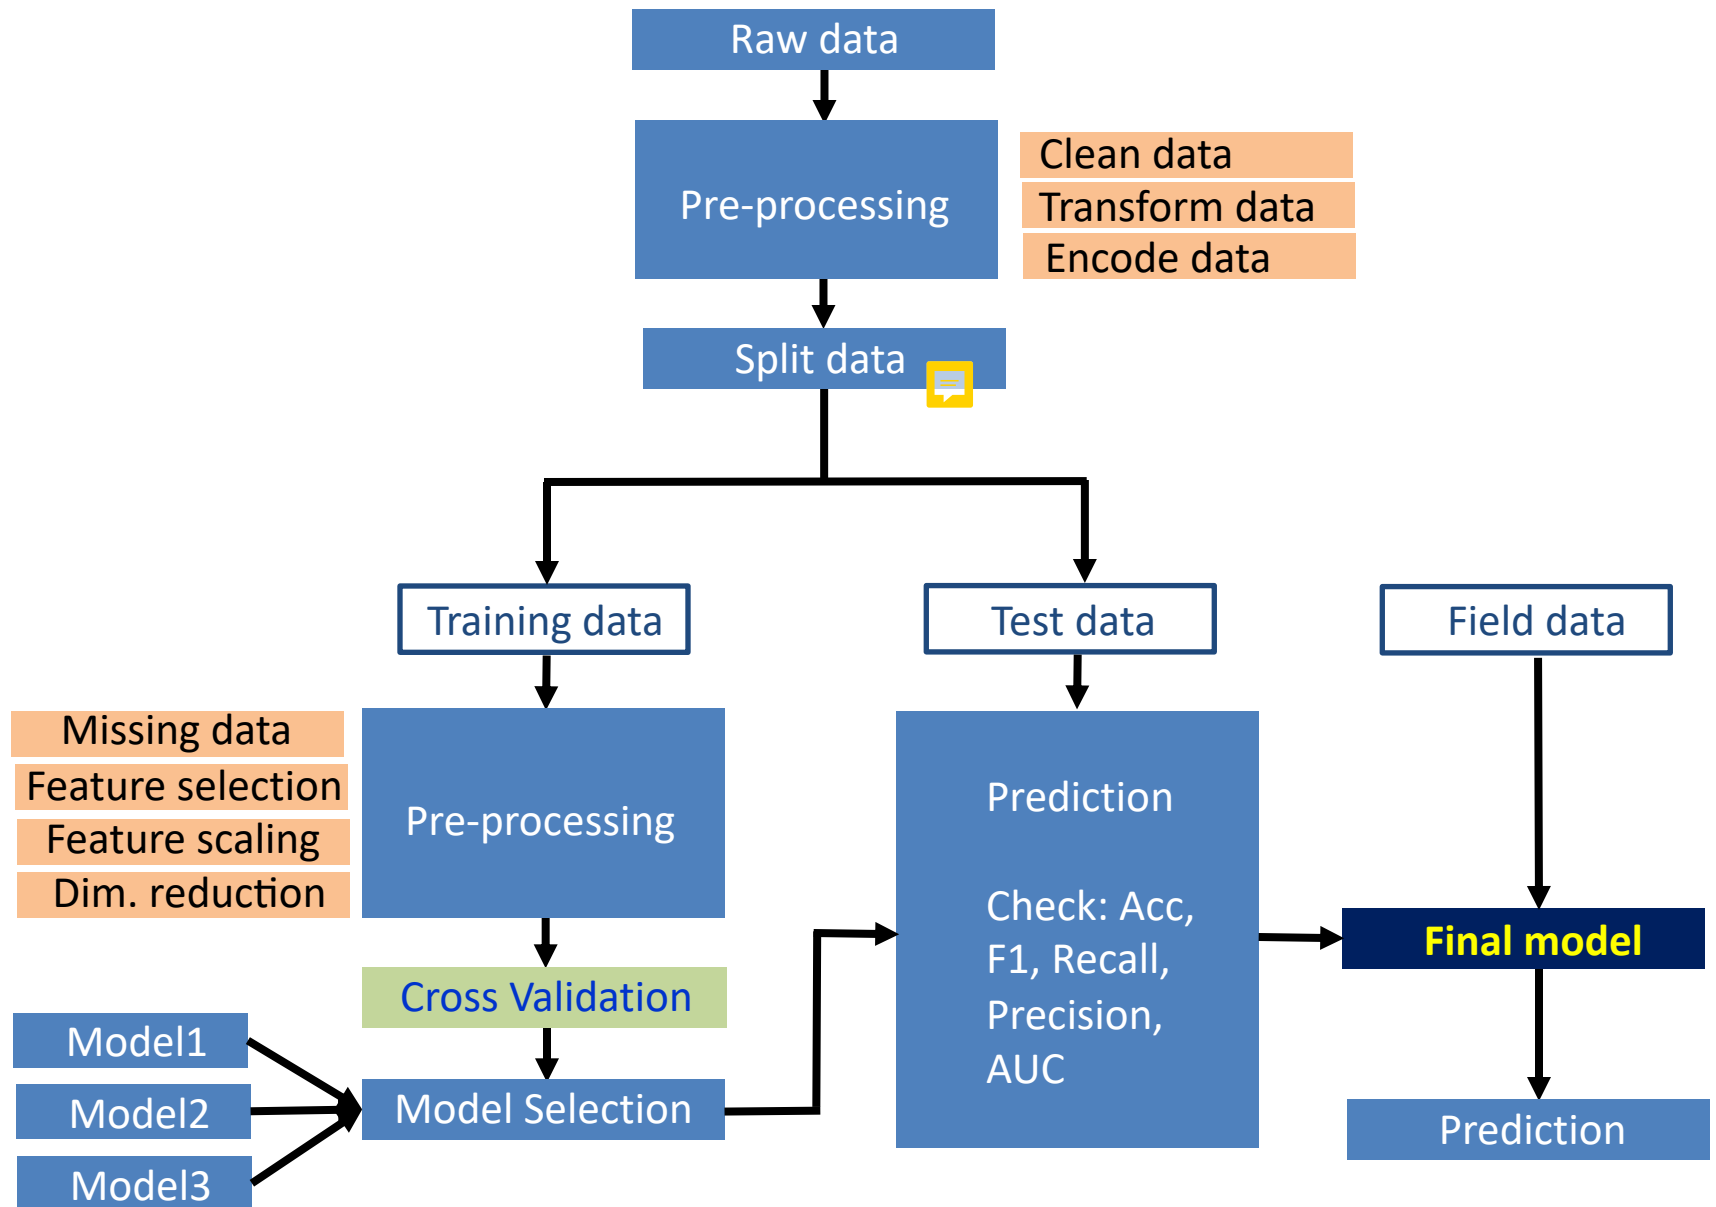 Raw data
Pre-processing
Clean data
Transform data
Encode data
Split data
Training data
Test data
Field data
Missing data
Feature selection
Feature scaling
Dim. reduction
Pre-processing
Cross Validation
Model1
Model2
Model3
Model Selection
Prediction
Check: Acc,
F1, Recall,
Precision,
AUC
Final model
Prediction